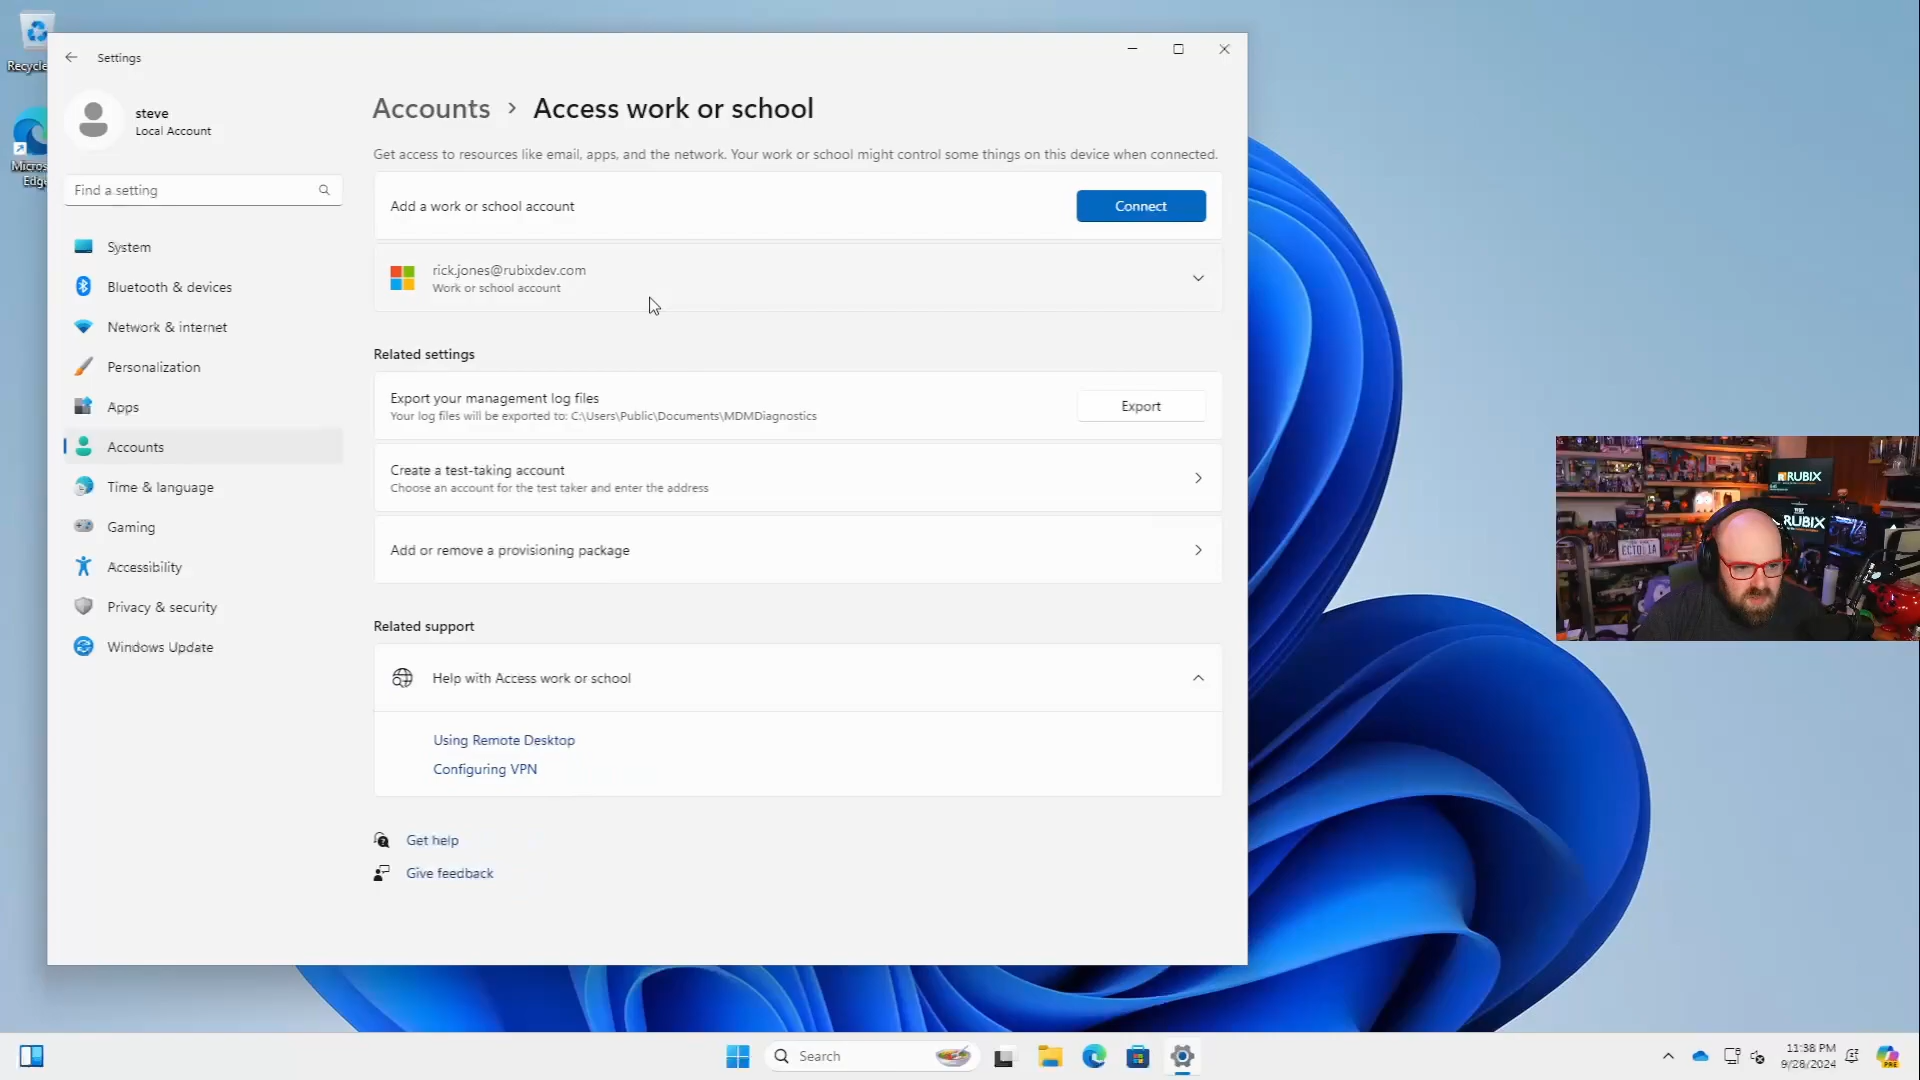 Recycle
Micros
Edge
Settings
steve
Local Account
Find a setting
System
Bluetooth & devices
Network & internet
Personalization
Apps
Accounts
Time & language
Gaming
Accessibility
Privacy & security
Windows Update
Accounts > Access work or school
Get access to resources like email, apps, and the network. Your work or school might control some things on this device when connected.
Add a work or school account
Connect
rick.jones@rubixdev.com
Work or school account
Related settings
Export your management log files
Your log files will be exported to: C:\Users\Public\Documents\MDMDiagnostics
Export
Create a test-taking account
Choose an account for the test taker and enter the address
Add or remove a provisioning package
Related support
Help with Access work or school
Using Remote Desktop
Configuring VPN
Get help
Give feedback
RUBIX
RUBIX
ECTO-1A
Search
11:38 PM
9/28/2024
PRE